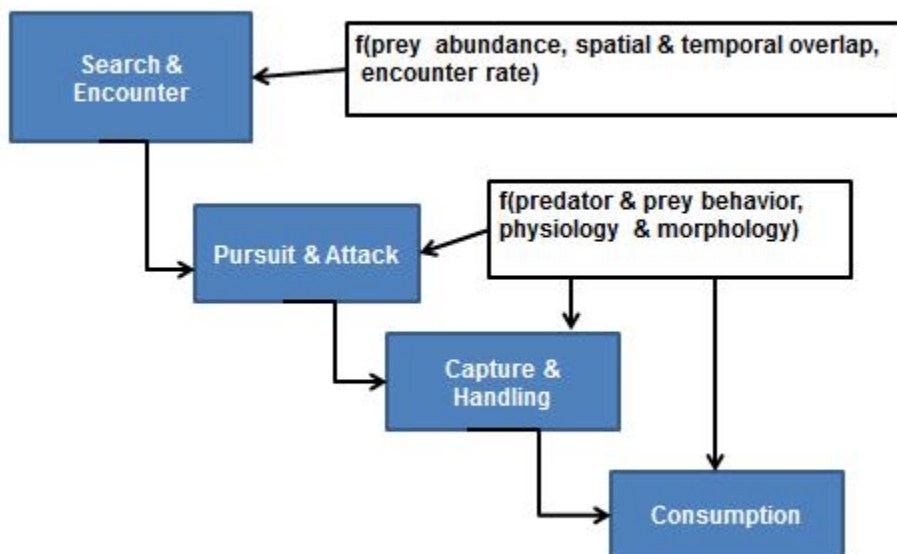 Search &
Encounter
f(prey abundance, spatial & temporal overlap,
encounter rate)
Pursuit & Attack
f(predator & prey behavior,
physiology & morphology)
Capture &
Handling
Consumption